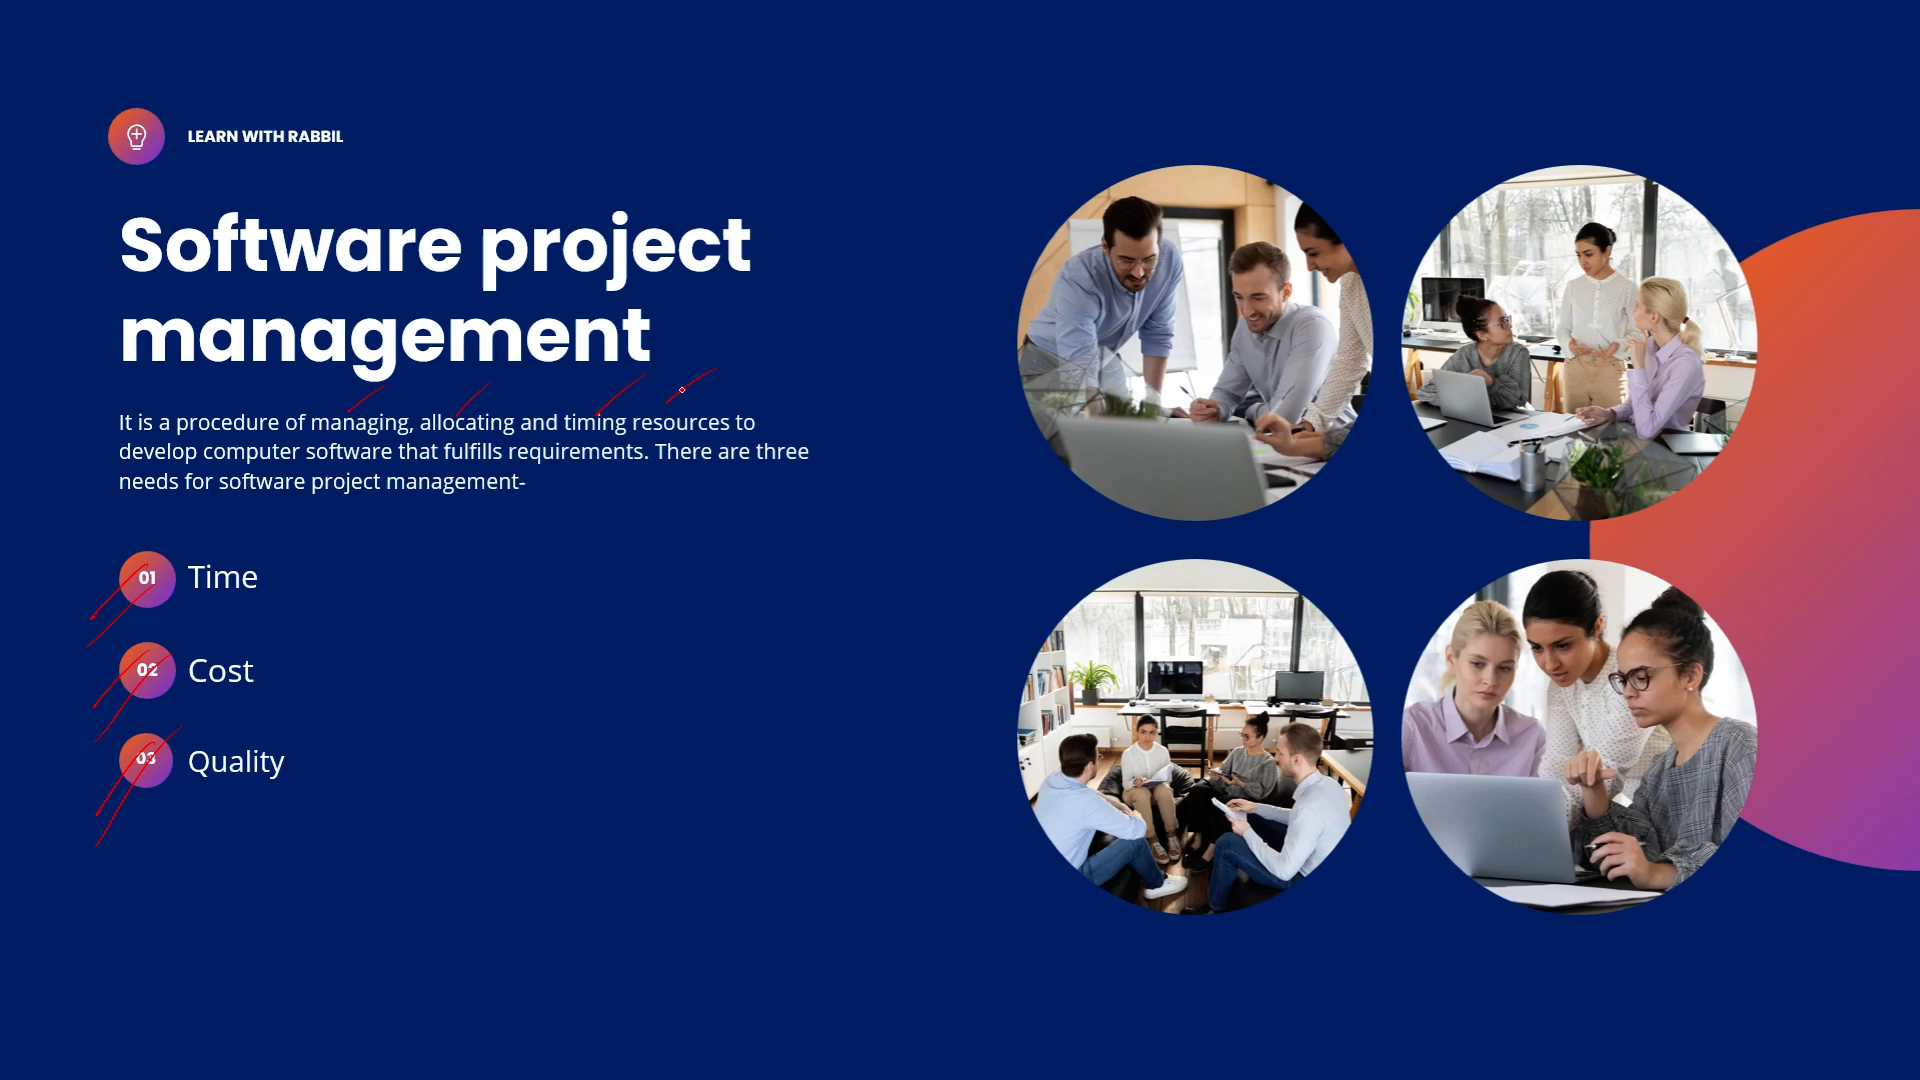 LEARN WITH RABBIL
Software project
management
It is a procedure of managing, allocating and timing resources to
develop computer software that fulfills requirements. There are three
needs for software project management-
01 Time
02 Cost
03 Quality